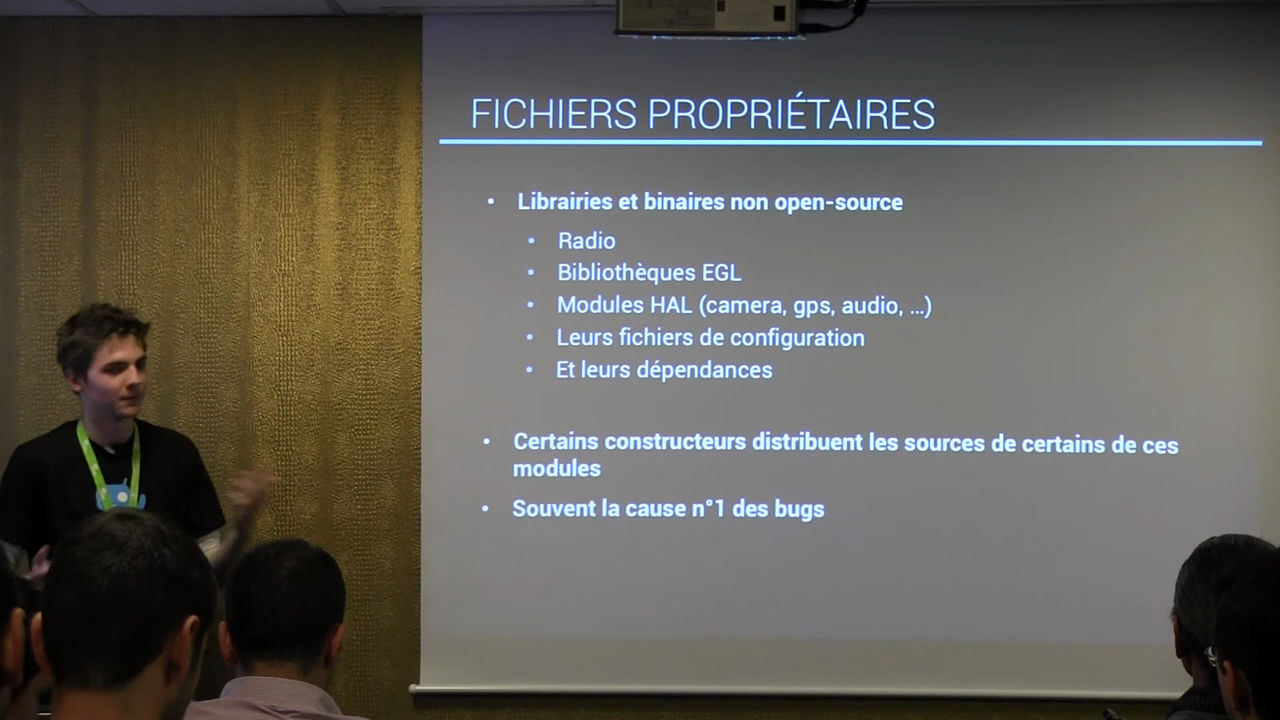 FICHIERS PROPRIÉTAIRES
• Librairies et binaires non open-source
• Radio
• Bibliothèques EGL
• Modules HAL (camera, gps, audio, ...)
• Leurs fichiers de configuration
• Et leurs dépendances
• Certains constructeurs distribuent les sources de certains de ces
modules
• Souvent la cause n°1 des bugs